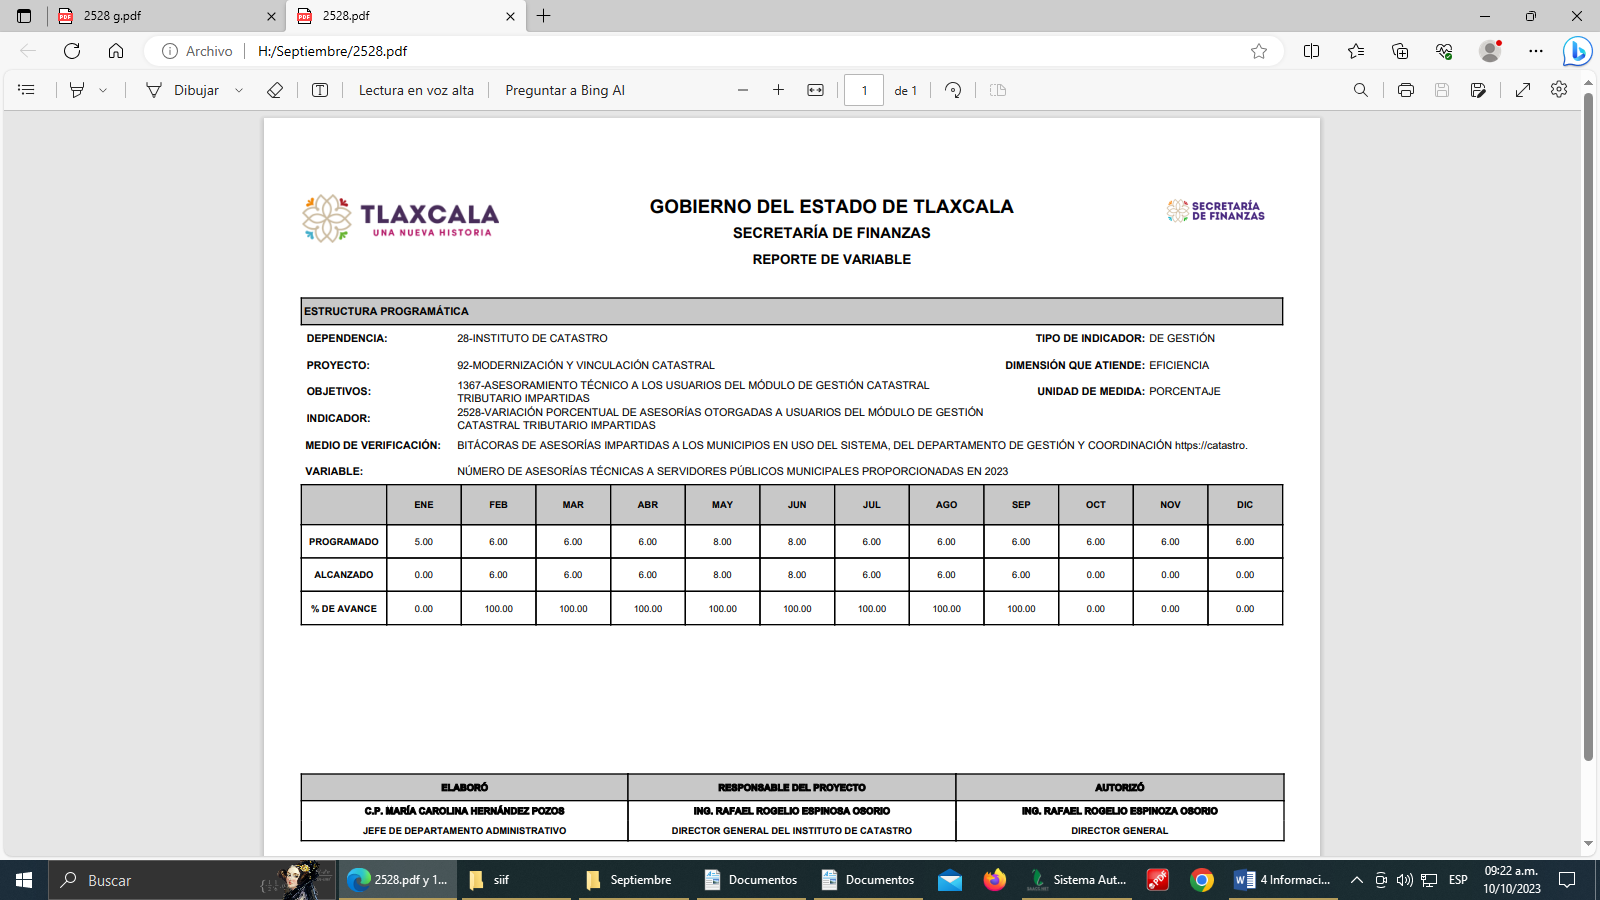 2528 g.pdf
2528.pdf
Archivo
H:/Septiembre/2528.pdf
Dibujar
Lectura en voz alta
Preguntar a Bing AI
1
de 1
TLAXCALA
UNA NUEVA HISTORIA
GOBIERNO DEL ESTADO DE TLAXCALA
SECRETARÍA DE FINANZAS
REPORTE DE VARIABLE
SECRETARÍA
DE FINANZAS
ESTRUCTURA PROGRAMÁTICA
DEPENDENCIA: 28-INSTITUTO DE CATASTRO TIPO DE INDICADOR: DE GESTIÓN
PROYECTO: 92-MODERNIZACIÓN Y VINCULACIÓN CATASTRAL DIMENSIÓN QUE ATIENDE: EFICIENCIA
OBJETIVOS: 1367-ASESORAMIENTO TÉCNICO A LOS USUARIOS DEL MÓDULO DE GESTIÓN CATASTRAL
TRIBUTARIO IMPARTIDAS
UNIDAD DE MEDIDA: PORCENTAJE
INDICADOR: 2528-VARIACIÓN PORCENTUAL DE ASESORÍAS OTORGADAS A USUARIOS DEL MÓDULO DE GESTIÓN
CATASTRAL TRIBUTARIO IMPARTIDAS
MEDIO DE VERIFICACIÓN: BITÁCORAS DE ASESORÍAS IMPARTIDAS A LOS MUNICIPIOS EN USO DEL SISTEMA, DEL DEPARTAMENTO DE GESTIÓN Y COORDINACIÓN https://catastro.
VARIABLE: NÚMERO DE ASESORÍAS TÉCNICAS A SERVIDORES PÚBLICOS MUNICIPALES PROPORCIONADAS EN 2023
ENE FEB MAR ABR MAY JUN JUL AGO SEP OCT NOV DIC
PROGRAMADO 5.00 6.00 6.00 6.00 8.00 8.00 6.00 6.00 6.00 6.00 6.00 6.00
ALCANZADO 0.00 6.00 6.00 6.00 8.00 8.00 6.00 6.00 6.00 0.00 0.00 0.00
% DE AVANCE 0.00 100.00 100.00 100.00 100.00 100.00 100.00 100.00 100.00 0.00 0.00 0.00
ELABORÓ RESPONSABLE DEL PROYECTO AUTORIZÓ
C.P. MARÍA CAROLINA HERNÁNDEZ POZOS ING. RAFAEL ROGELIO ESPINOSA OSORIO ING. RAFAEL ROGELIO ESPINOZA OSORIO
JEFE DE DEPARTAMENTO ADMINISTRATIVO DIRECTOR GENERAL DEL INSTITUTO DE CATASTRO DIRECTOR GENERAL
Buscar
2528.pdf y 1...
siif
Septiembre
Documentos
Documentos
Sistema Aut...
4 Informaci...
ESP
09:22 a.m.
10/10/2023